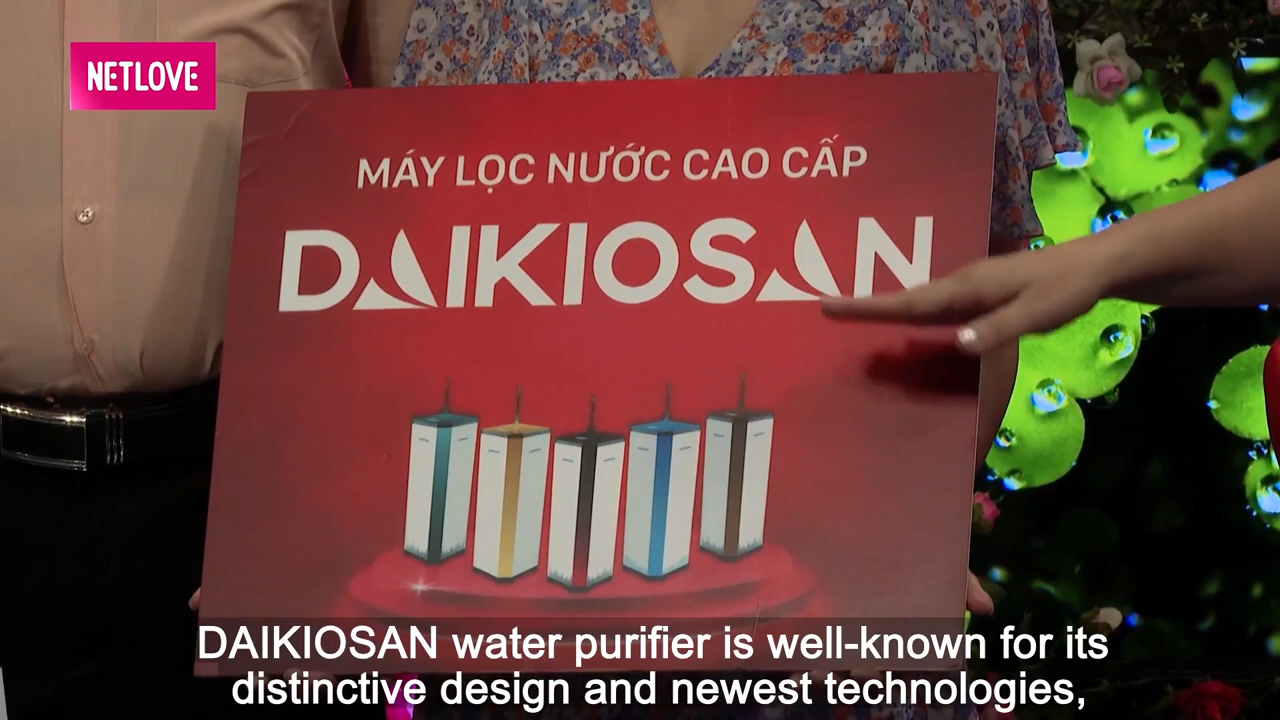 NETLOVE
MÁY LỌC NƯỚC CAO CẤP
DAIKIOSAN
DAIKIOSAN water purifier is well-known for its
distinctive design and newest technologies,